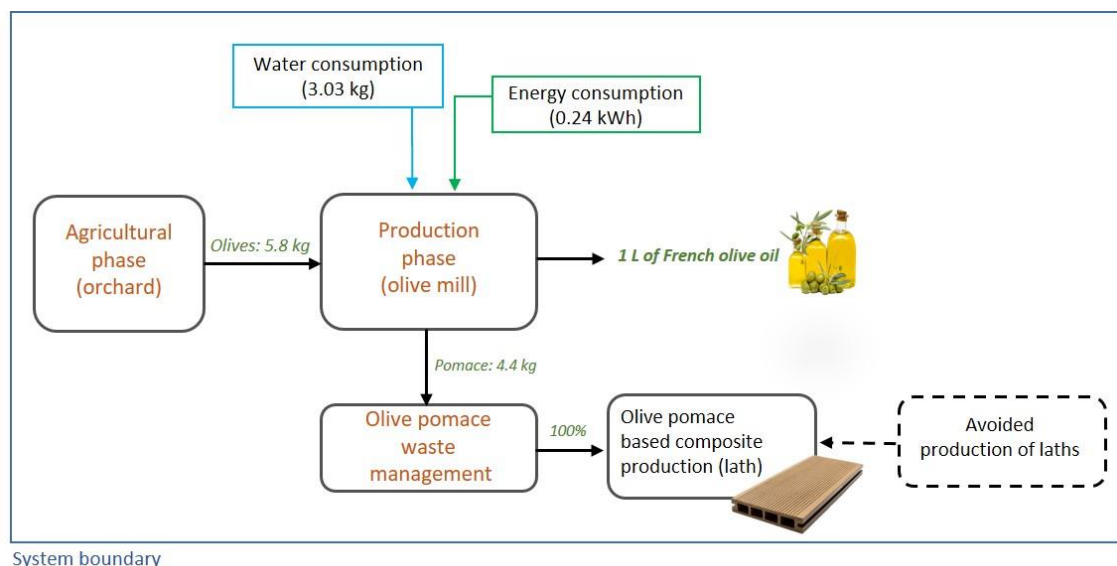 Water consumption
(3.03 kg)
Energy consumption
(0.24 kWh)
Agricultural
phase
(orchard)
Olives: 5.8 kg
Production
phase
(olive mill)
1 L of French olive oil
Pomace: 4.4 kg
Olive pomace
waste
management
100%
Olive pomace
based composite
production (lath)
Avoided
production of laths
System boundary